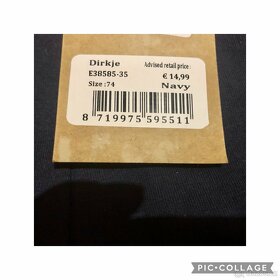 Dirkje
Advised retail price:
E38585-35
€ 14,99
Size :74
Navy
8 719975 595511
PIC•COLLAGE